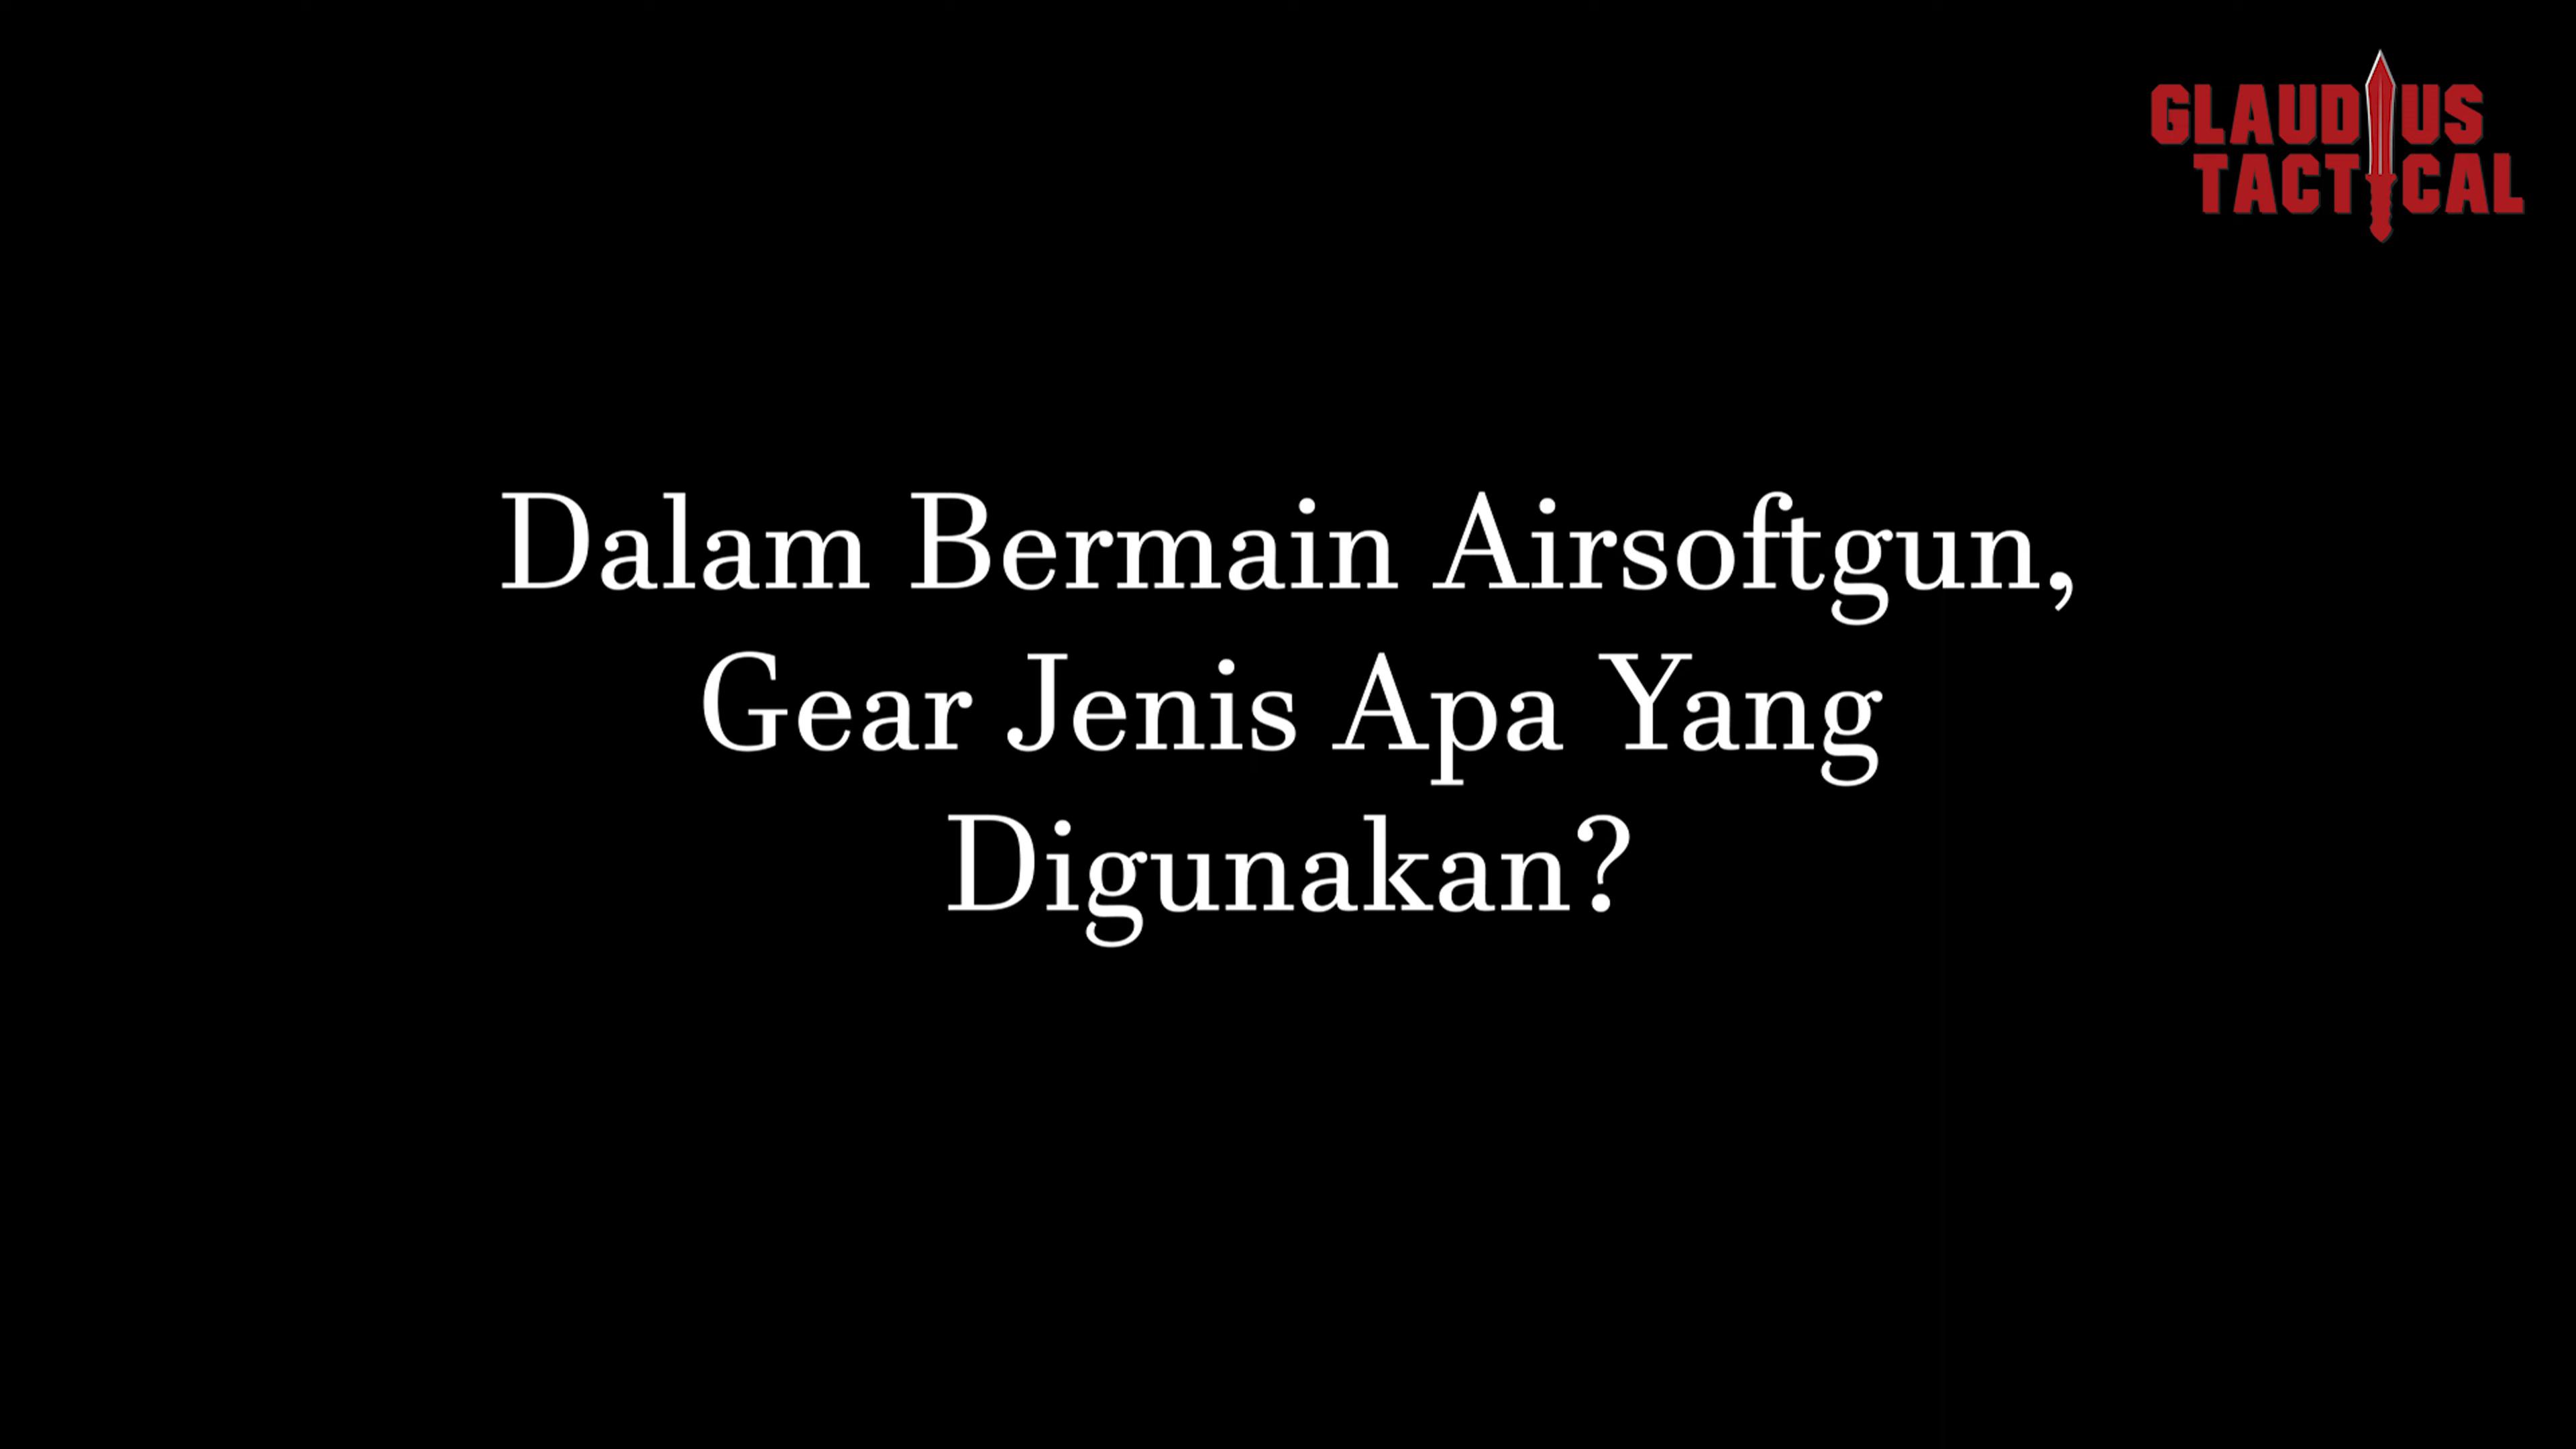 GLAUDIUS
TACTICAL
Dalam Bermain Airsoftgun,
Gear Jenis Apa Yang
Digunakan?